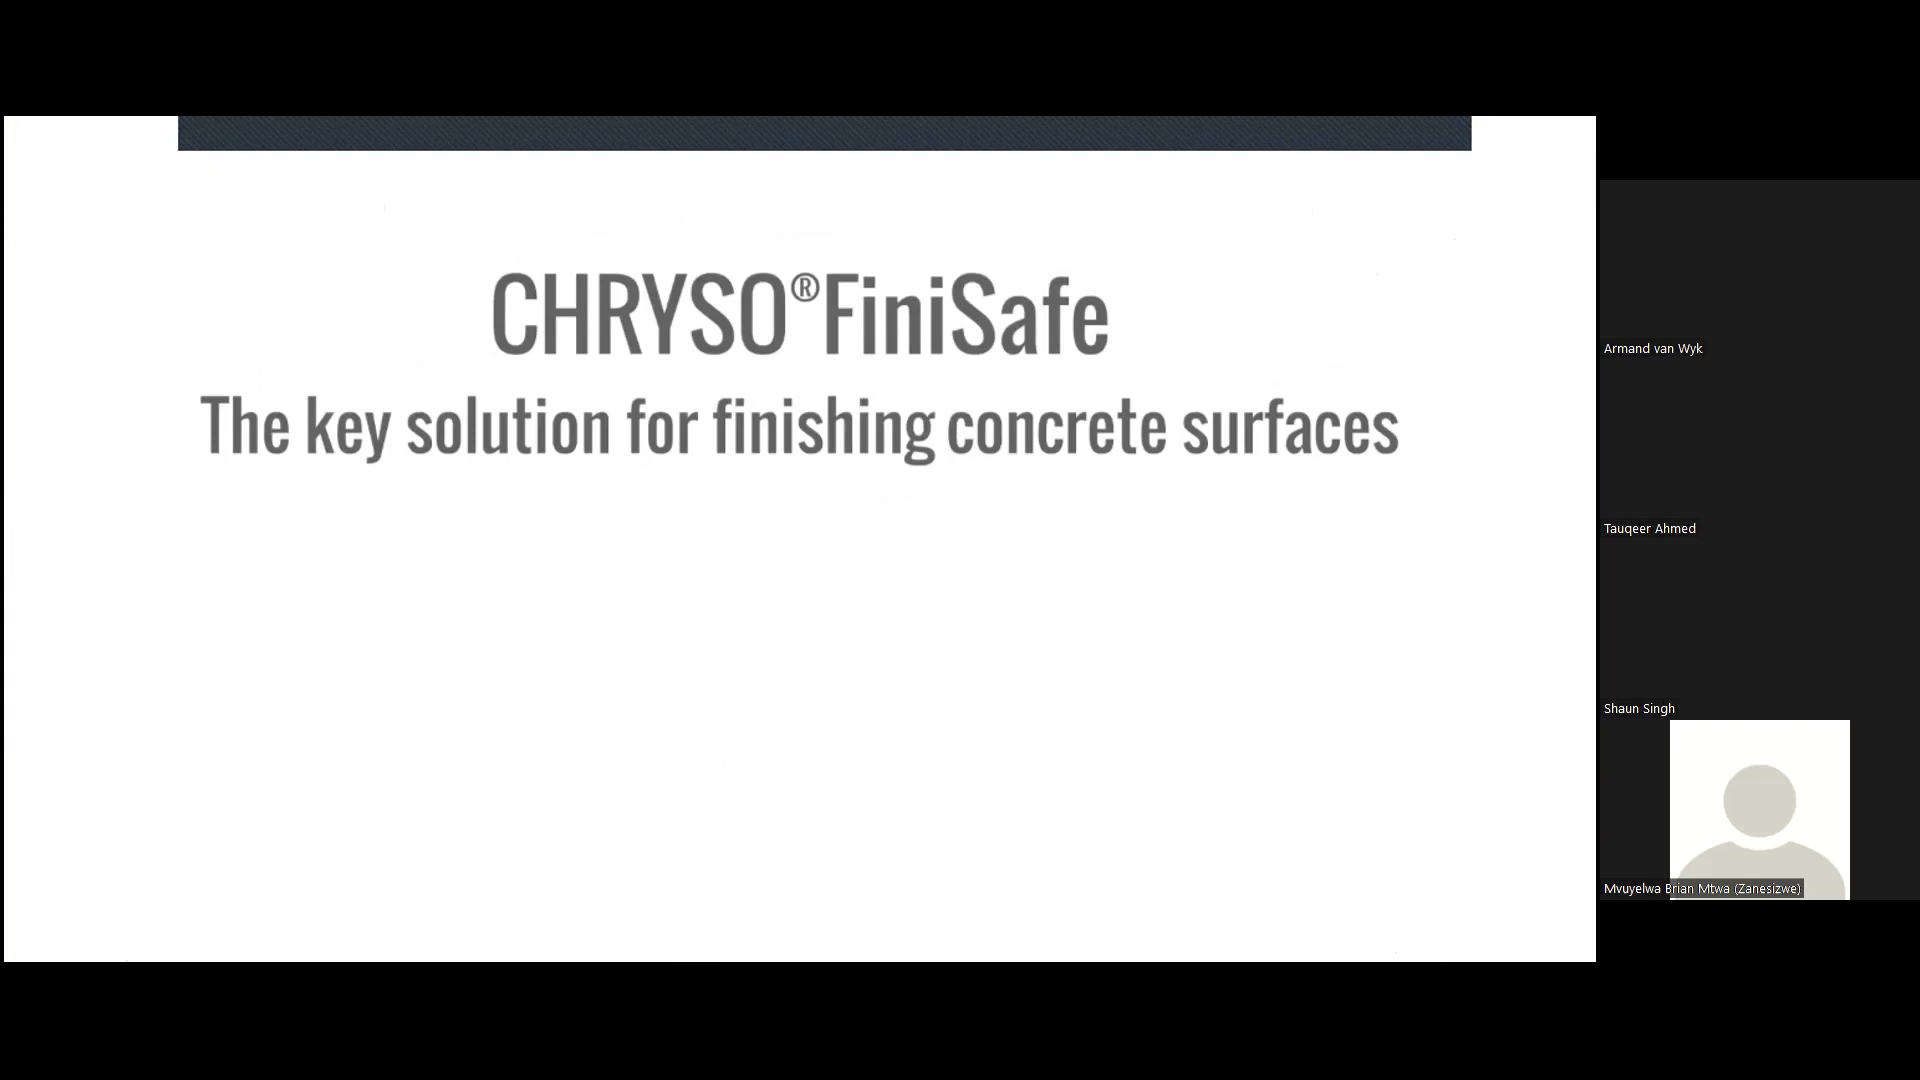 CHRYSO®FiniSafe
The key solution for finishing concrete surfaces
Armand van Wyk
Tauqeer Ahmed
Shaun Singh
Mvuyelwa Brian Mtwa (Zanesizwe)